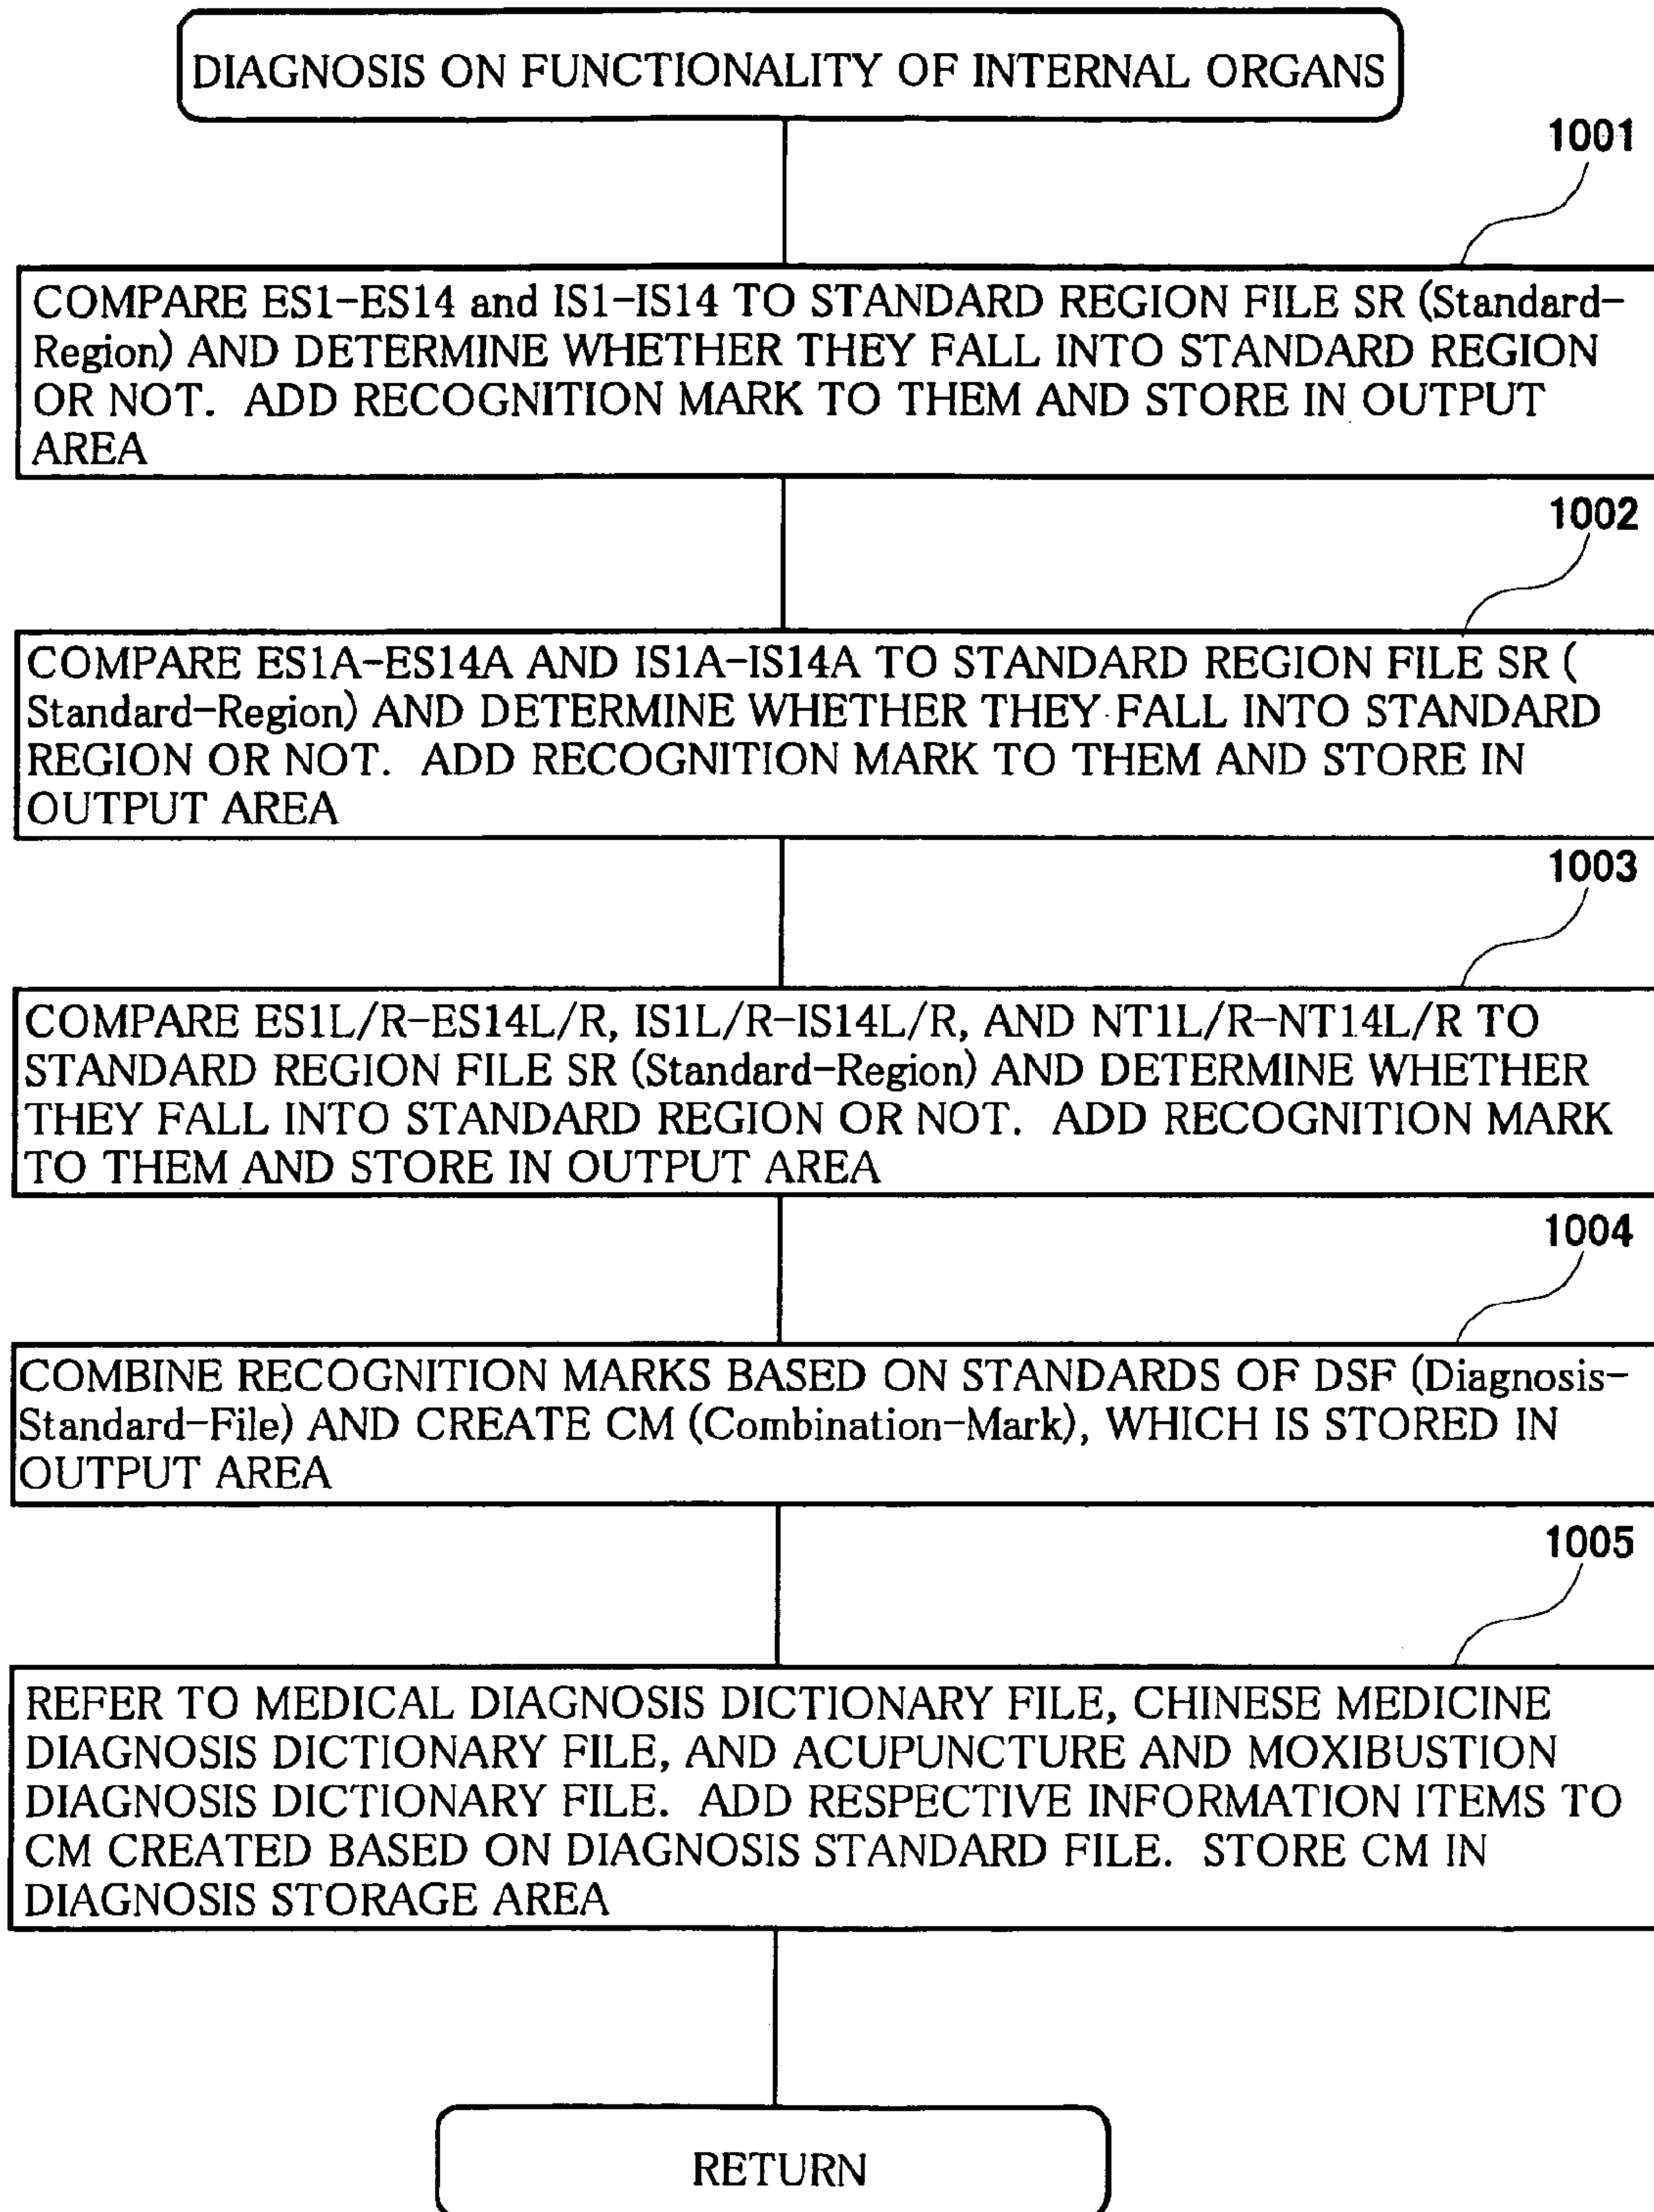 DIAGNOSIS ON FUNCTIONALITY OF INTERNAL ORGANS
1001
COMPARE ES1-ES14 and IS1-IS14 TO STANDARD REGION FILE SR (Standard-
Region) AND DETERMINE WHETHER THEY FALL INTO STANDARD REGION
OR NOT. ADD RECOGNITION MARK TO THEM AND STORE IN OUTPUT
AREA
1002
COMPARE ES1A-ES14A AND IS1A-IS14A TO STANDARD REGION FILE SR (
Standard-Region) AND DETERMINE WHETHER THEY FALL INTO STANDARD
REGION OR NOT. ADD RECOGNITION MARK TO THEM AND STORE IN
OUTPUT AREA
1003
COMPARE ES1L/R-ES14L/R, IS1L/R-IS14L/R, AND NT1L/R-NT14L/R TO
STANDARD REGION FILE SR (Standard-Region) AND DETERMINE WHETHER
THEY FALL INTO STANDARD REGION OR NOT. ADD RECOGNITION MARK
TO THEM AND STORE IN OUTPUT AREA
1004
COMBINE RECOGNITION MARKS BASED ON STANDARDS OF DSF (Diagnosis-
Standard-File) AND CREATE CM (Combination-Mark), WHICH IS STORED IN
OUTPUT AREA
1005
REFER TO MEDICAL DIAGNOSIS DICTIONARY FILE, CHINESE MEDICINE
DIAGNOSIS DICTIONARY FILE, AND ACUPUNCTURE AND MOXIBUSTION
DIAGNOSIS DICTIONARY FILE. ADD RESPECTIVE INFORMATION ITEMS TO
CM CREATED BASED ON DIAGNOSIS STANDARD FILE. STORE CM IN
DIAGNOSIS STORAGE AREA
RETURN